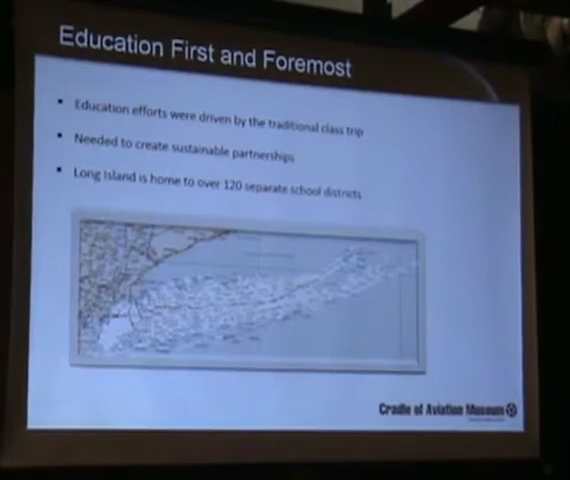 Education First and Foremost
▪ Education efforts were driven by the traditional class trip
▪ Needed to create sustainable partnerships
▪ Long Island is home to over 120 separate school districts
Cradle of Aviation Museum